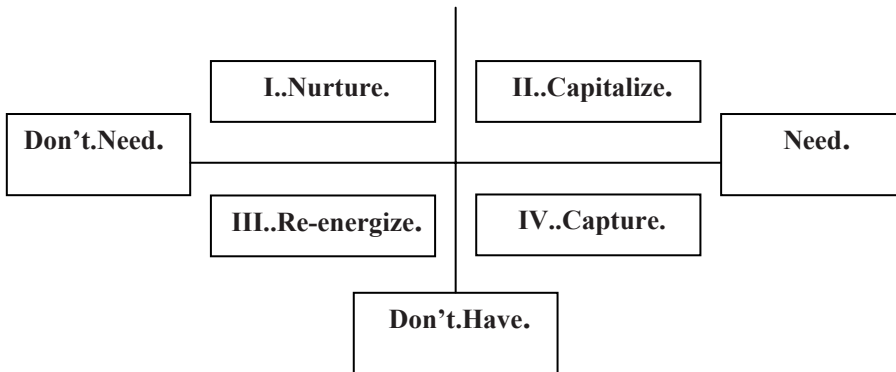 I..Nurture.
II..Capitalize.
Don’t.Need.
Need.
III..Re-energize.
IV..Capture.
Don’t.Have.